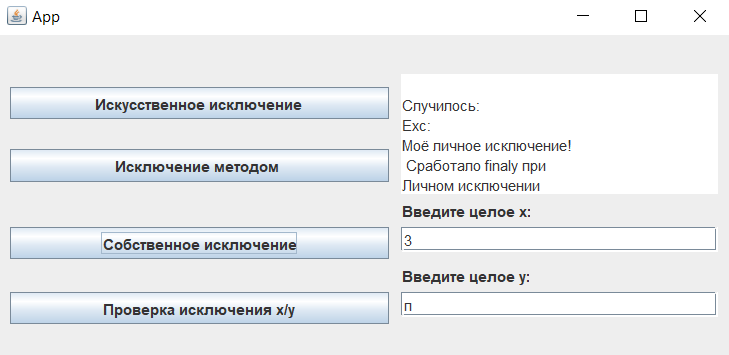 App
Искусственное исключение
Исключение методом
Собственное исключение
Проверка исключения x/y
Случилось:
Exc:
Моё личное исключение!
Сработало finaly при
Личном исключении
Введите целое x:
3
Введите целое y:
п